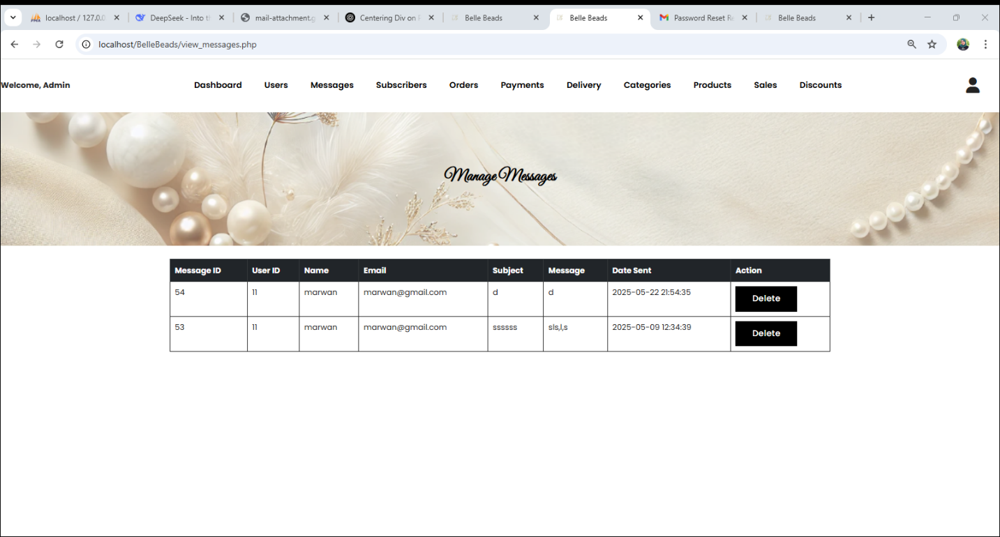 localhost / 127.0.0
DeepSeek - Into th
mail-attachment.g
Centering Div on
Belle Beads
Belle Beads
Password Reset Re
Belle Beads
localhost/BelleBeads/view_messages.php
Welcome, Admin Dashboard Users Messages Subscribers Orders Payments Delivery Categories Products Sales Discounts
Manage Messages
Message ID User ID Name Email Subject Message Date Sent Action
54 11 marwan marwan@gmail.com d d 2025-05-22 21:54:35 Delete
53 11 marwan marwan@gmail.com ssssss sls,l,s 2025-05-09 12:34:39 Delete